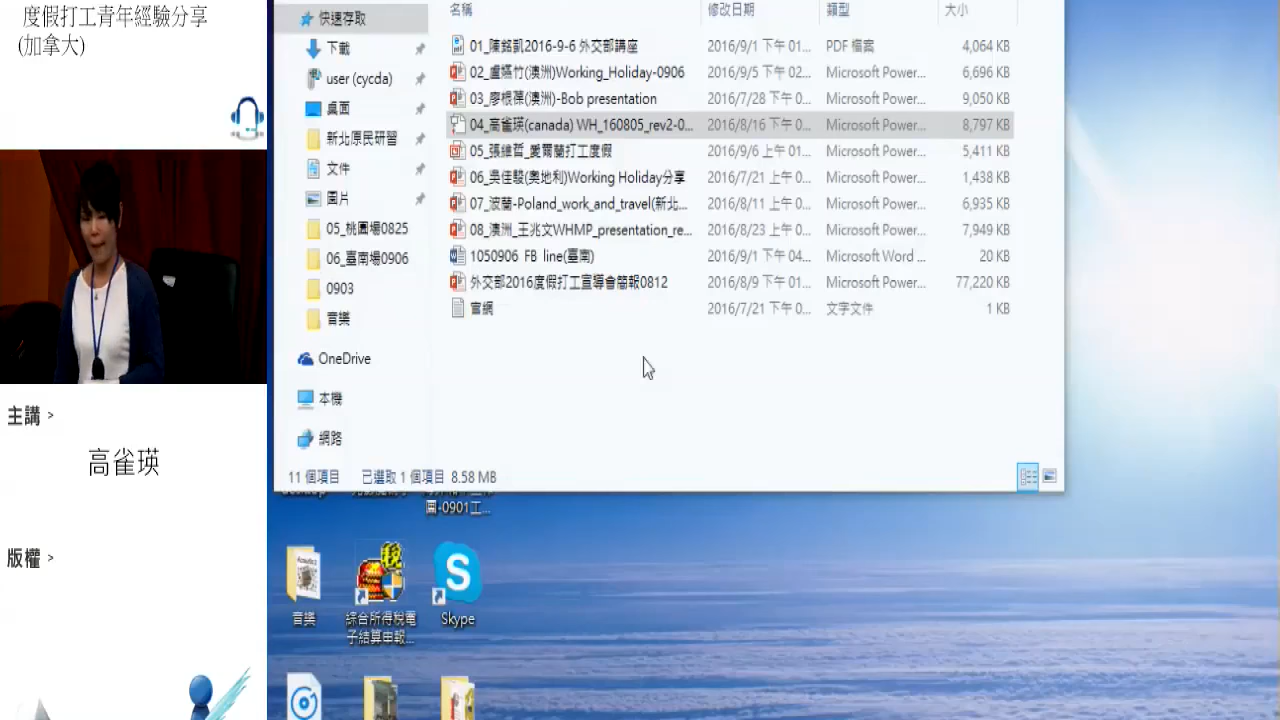 度假打工青年經驗分享
(加拿大)
主講 >
高雀瑛
版權 >
快速存取
下載
user (cycda)
桌面
新北原民研習
文件
圖片
05_桃園場0825
06_臺南場0906
0903
音樂
OneDrive
本機
網路
名稱 修改日期 類型 大小
01_陳銘凱2016-9-6 外交部講座 2016/9/1 下午 01... PDF 檔案 4,064 KB
02_盧嬿竹(澳洲)Working_Holiday-0906 2016/9/5 下午 02... Microsoft Power... 6,696 KB
03_廖根葆(澳洲)-Bob presentation 2016/7/28 下午 0... Microsoft Power... 9,050 KB
04_高雀瑛(canada) WH_160805_rev2-0... 2016/8/16 下午 0... Microsoft Power... 8,797 KB
05_張維哲_愛爾蘭打工度假 2016/9/6 上午 01... Microsoft Power... 5,411 KB
06_吳佳駿(奧地利)Working Holiday分享 2016/7/21 上午 0... Microsoft Power... 1,438 KB
07_波蘭-Poland_work_and_travel(新北... 2016/8/11 上午 0... Microsoft Power... 6,935 KB
08_澳洲_王兆文WHMP_presentation_re... 2016/8/23 上午 0... Microsoft Power... 7,949 KB
1050906 FB line(臺南) 2016/9/1 下午 04... Microsoft Word ... 20 KB
外交部2016度假打工宣導會簡報0812 2016/8/9 下午 01... Microsoft Power... 77,220 KB
官網 2016/7/21 下午 0... 文字文件 1 KB
11 個項目 已選取 1 個項目 8.58 MB
圖-0901工...
音樂
綜合所得稅電
子結算申報...
Skype